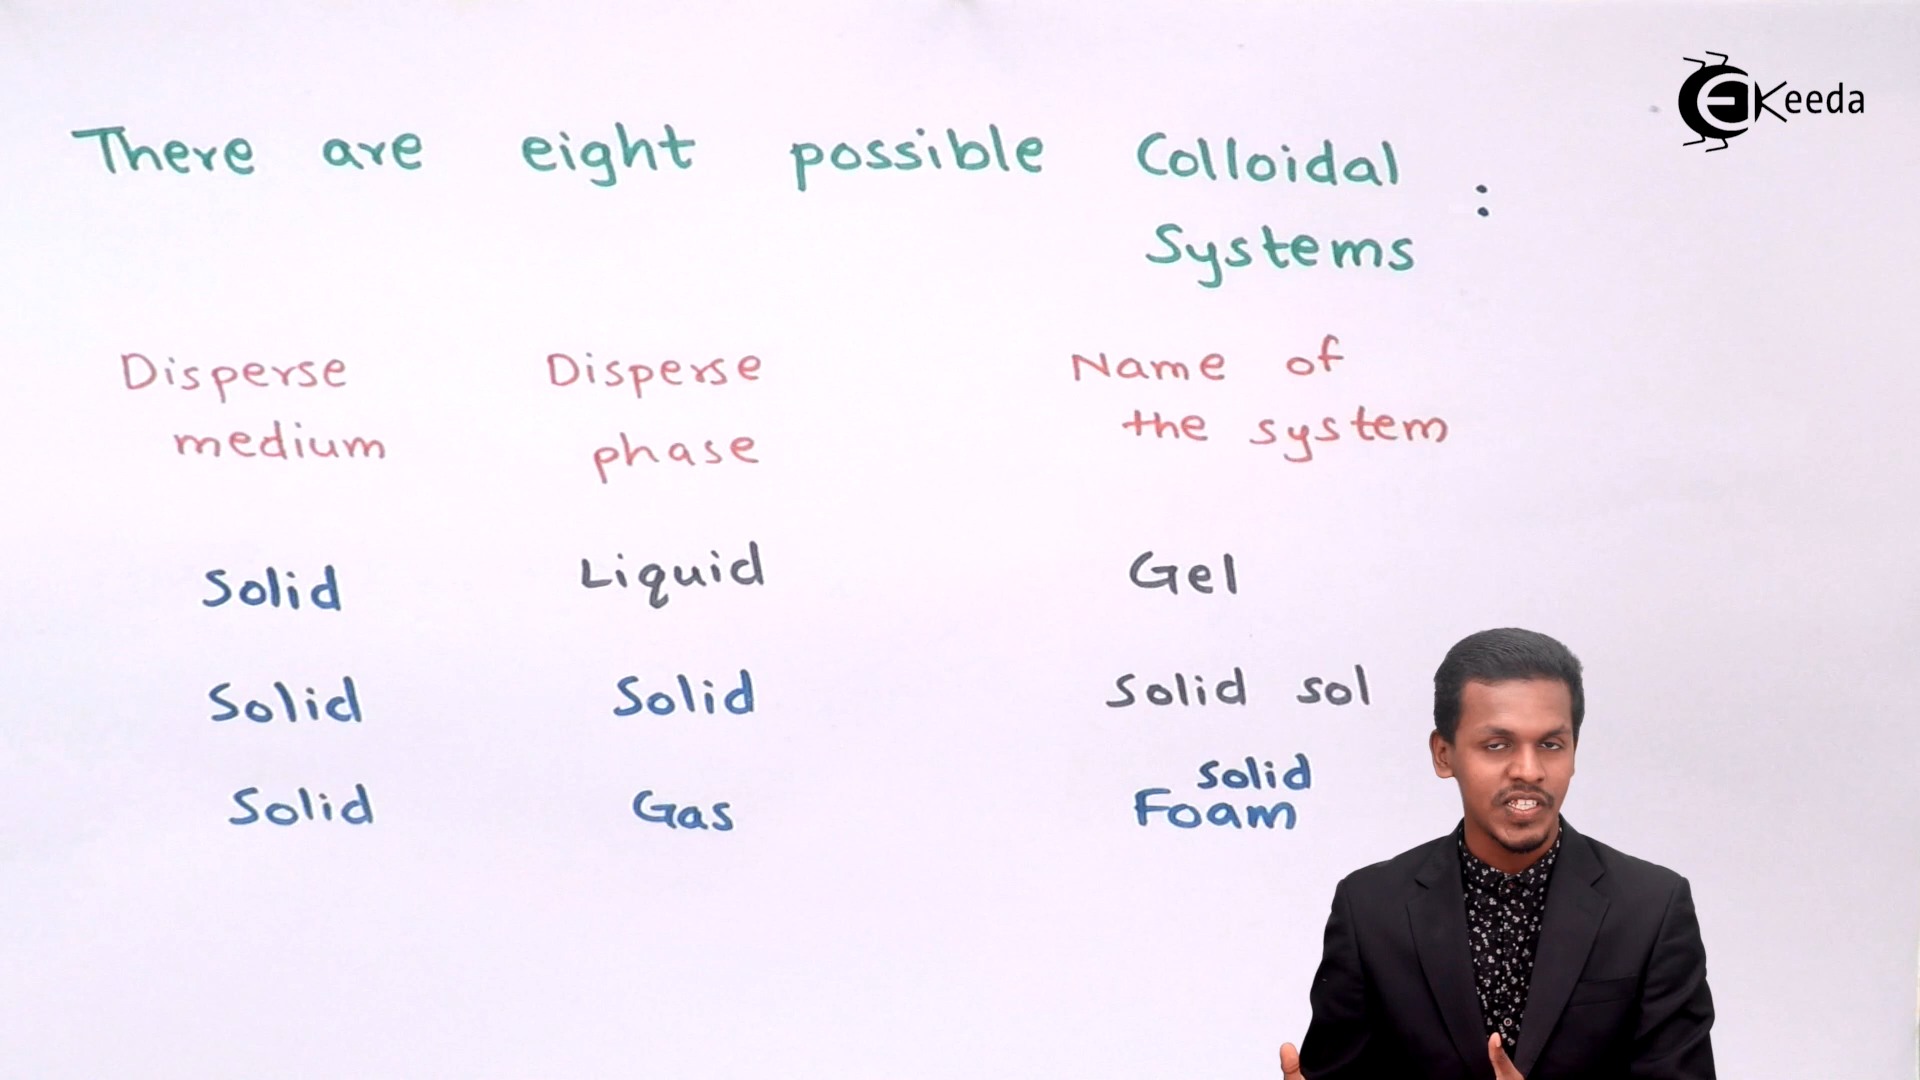 EKeeda
There are eight possible Colloidal :
Systems
Disperse Disperse Name of
medium phase the system
Solid Liquid Gel
Solid Solid Solid sol
solid
Solid Gas Foam